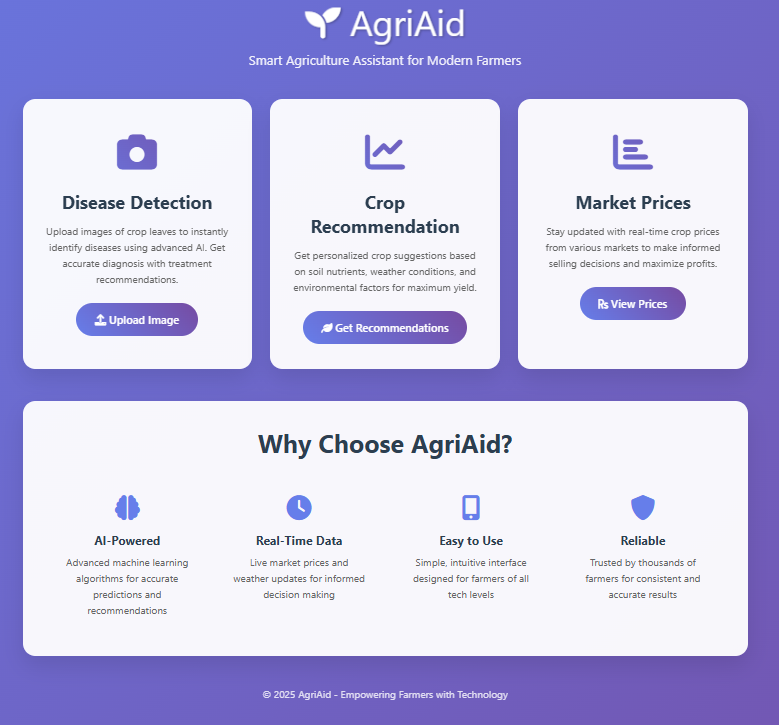 AgriAid
Smart Agriculture Assistant for Modern Farmers
Disease Detection
Upload images of crop leaves to instantly
identify diseases using advanced AI. Get
accurate diagnosis with treatment
recommendations.
Upload Image
Crop
Recommendation
Get personalized crop suggestions based
on soil nutrients, weather conditions, and
environmental factors for maximum yield.
Get Recommendations
Market Prices
Stay updated with real-time crop prices
from various markets to make informed
selling decisions and maximize profits.
₨ View Prices
Why Choose AgriAid?
AI-Powered
Advanced machine learning
algorithms for accurate
predictions and
recommendations
Real-Time Data
Live market prices and
weather updates for informed
decision making
Easy to Use
Simple, intuitive interface
designed for farmers of all
tech levels
Reliable
Trusted by thousands of
farmers for consistent and
accurate results
© 2025 AgriAid - Empowering Farmers with Technology